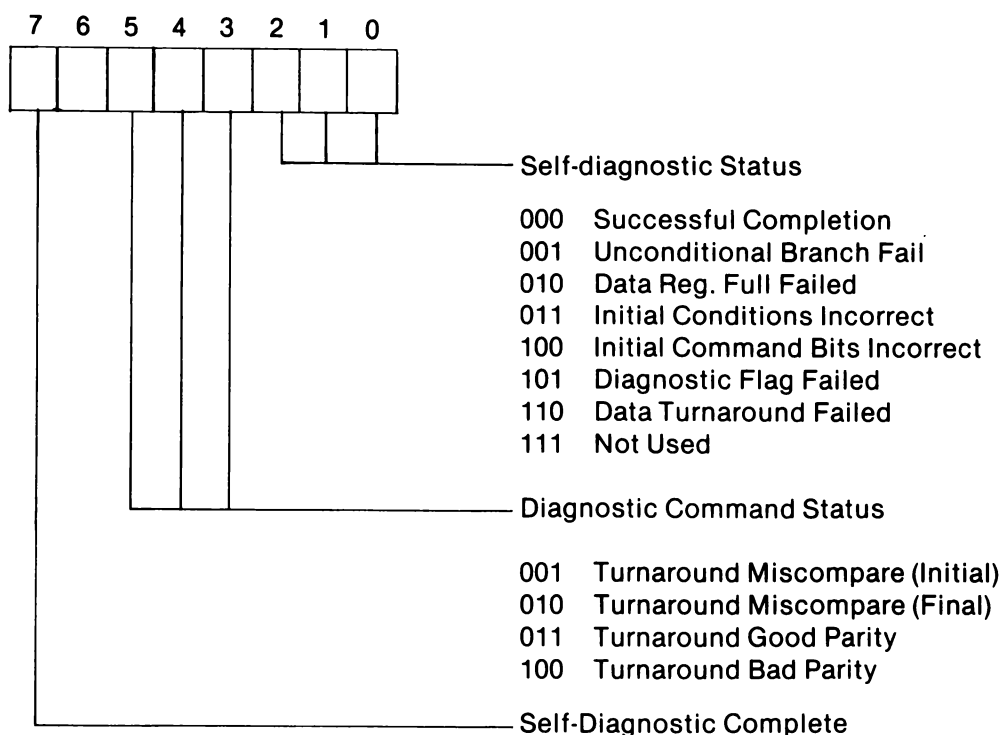 7 6 5 4 3 2 1 0
Self-diagnostic Status
000 Successful Completion
001 Unconditional Branch Fail
010 Data Reg. Full Failed
011 Initial Conditions Incorrect
100 Initial Command Bits Incorrect
101 Diagnostic Flag Failed
110 Data Turnaround Failed
111 Not Used
Diagnostic Command Status
001 Turnaround Miscompare (Initial)
010 Turnaround Miscompare (Final)
011 Turnaround Good Parity
100 Turnaround Bad Parity
Self-Diagnostic Complete